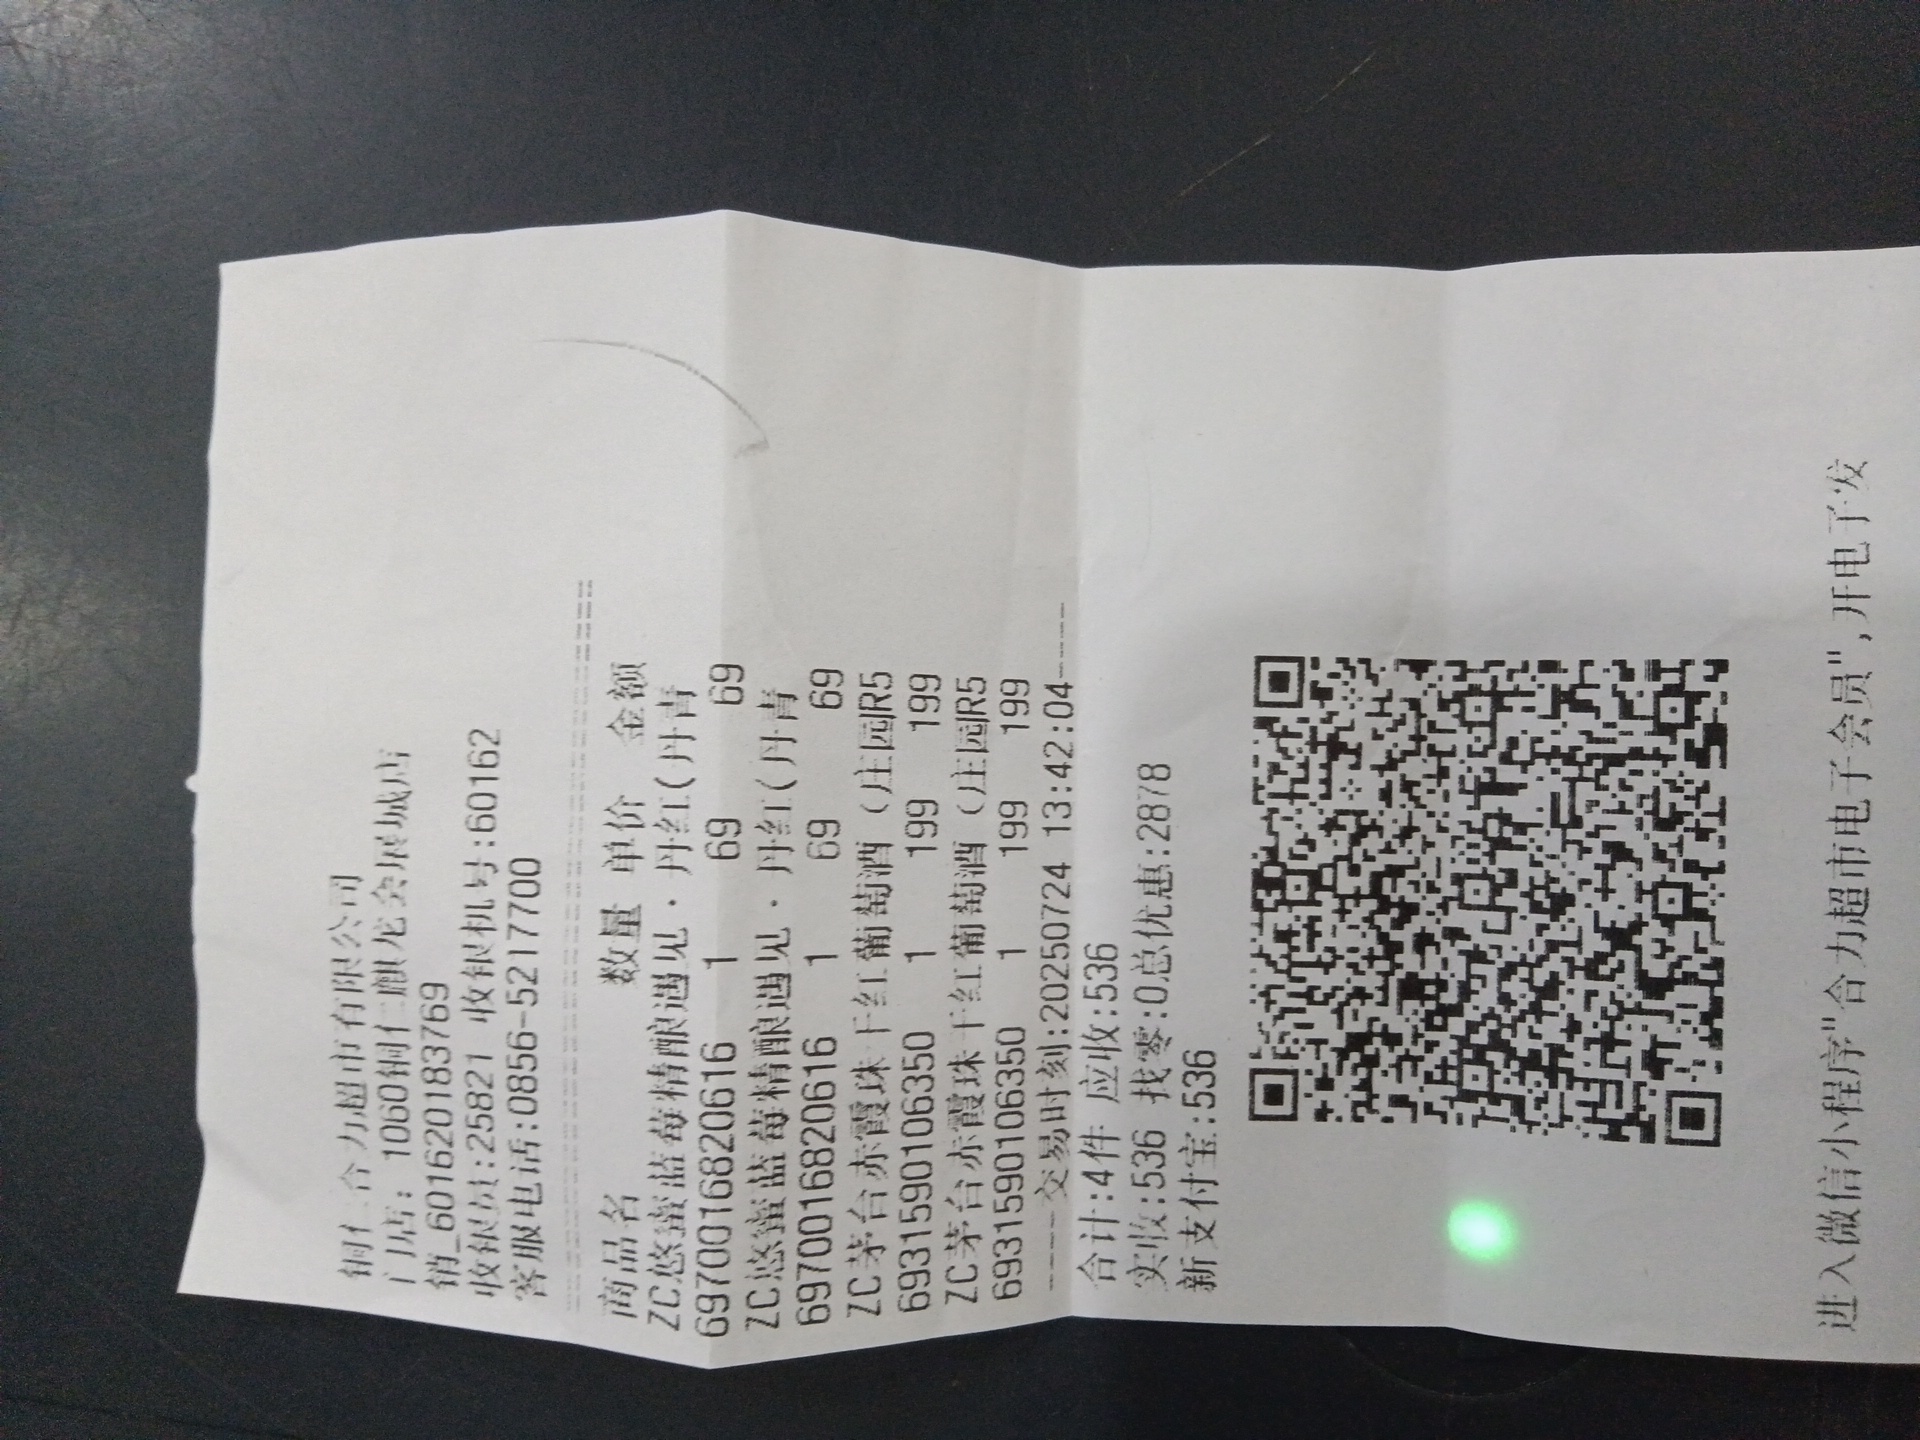 铜仁合力超市有限公司
门店: 1060铜仁麒龙会展城店
销_601620183769
收银员:25821 收银机号:60162
客服电话:0856-5217700
商品名 数量 单价 金额
ZC悠蜜蓝莓精酿遇见·丹红(丹青
6970016820616 1 69 69
ZC悠蜜蓝莓精酿遇见·丹红(丹青
6970016820616 1 69 69
ZC茅台赤霞珠干红葡萄酒（庄园R5
6931590106350 1 199 199
ZC茅台赤霞珠干红葡萄酒（庄园R5
6931590106350 1 199 199
----交易时刻:20250724 13:42:04----
合计:4件 应收:536
实收:536 找零:0总优惠:2878
新支付宝:536
进入微信小程序"合力超市电子会员",开电子发